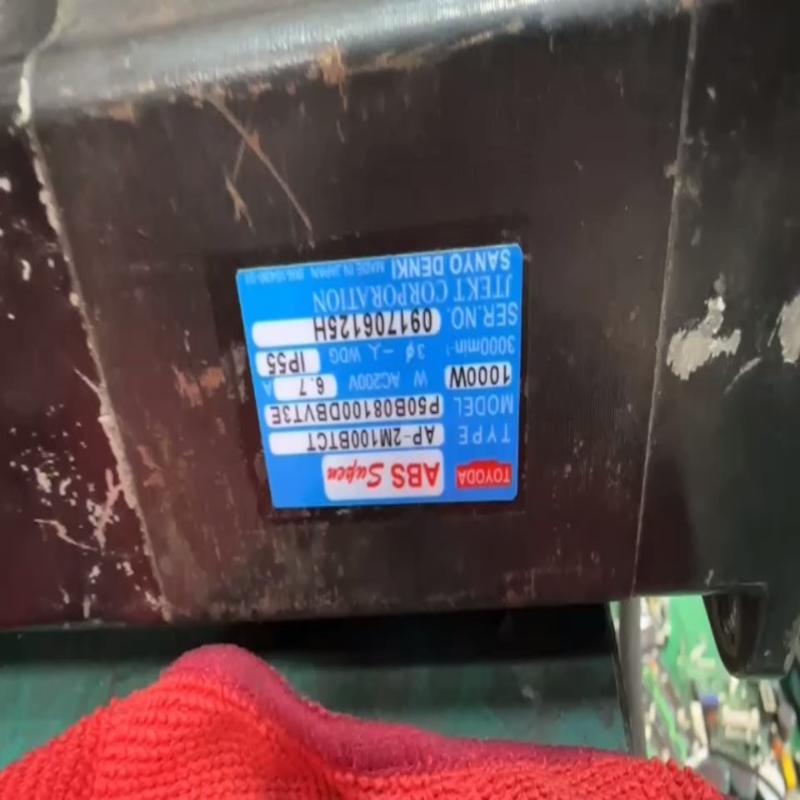 TOYODA ABS Super
TYPE AP-2M100BTCT
MODEL P50B08100DBVT3E
1000W W AC200V 6.7 A
3000min⁻¹ 3ϕ-⅄ WDG IP55
SER.NO. 091706125H
JTEKT CORPORATION
SANYO DENKI MADE IN JAPAN